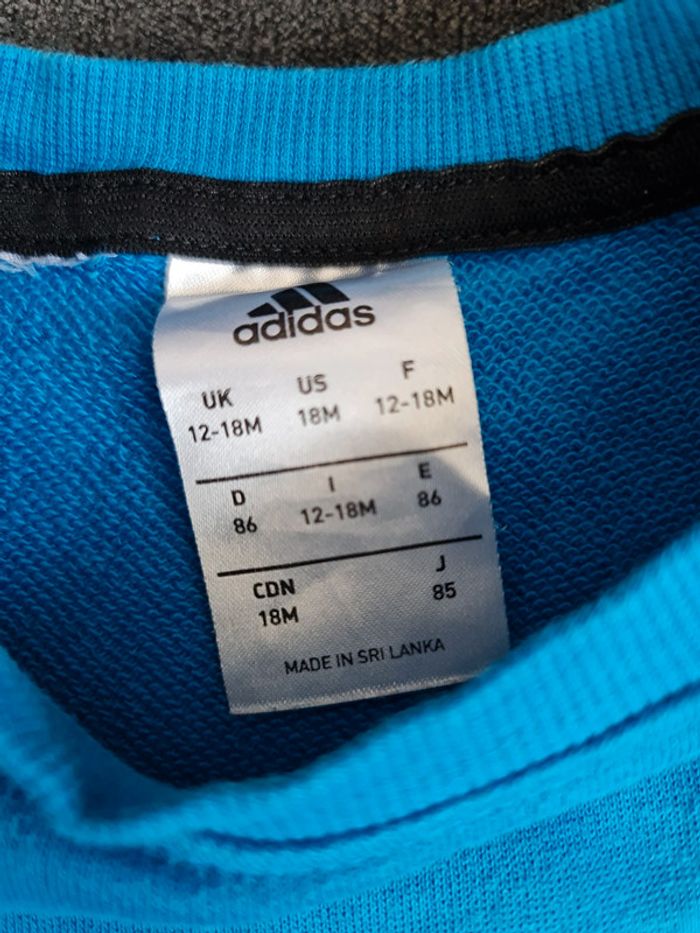 adidas
UK US F
12-18M 18M 12-18M
D I E
86 12-18M 86
CDN J
18M 85
MADE IN SRI LANKA